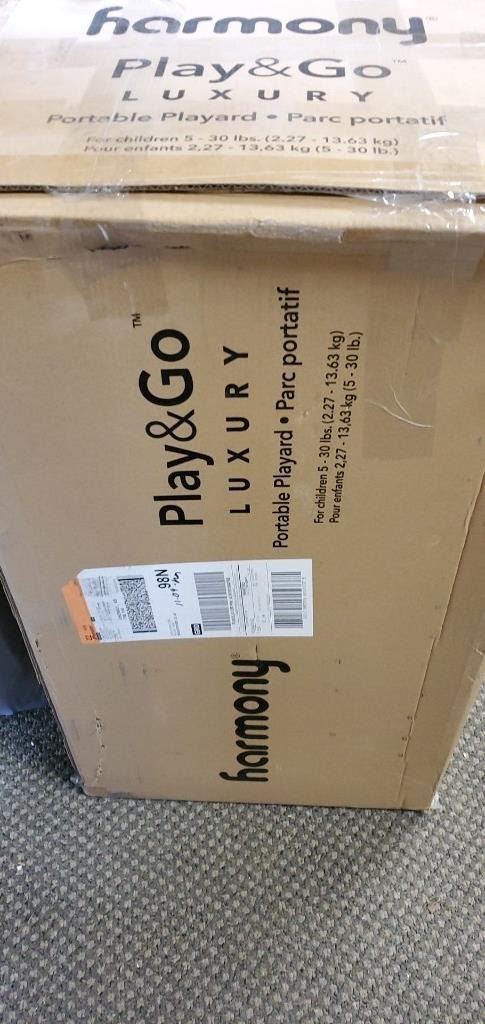 harmony®
Play&Go™
LUXURY
Portable Playard • Parc portatif
For children 5 - 30 lbs. (2.27 - 13.63 kg)
Pour enfants 2,27 - 13,63 kg (5 - 30 lb.)
Play&Go™
LUXURY
Portable Playard • Parc portatif
For children 5 - 30 lbs. (2.27 - 13.63 kg)
Pour enfants 2,27 - 13,63 kg (5 - 30 lb.)
98N
harmony®